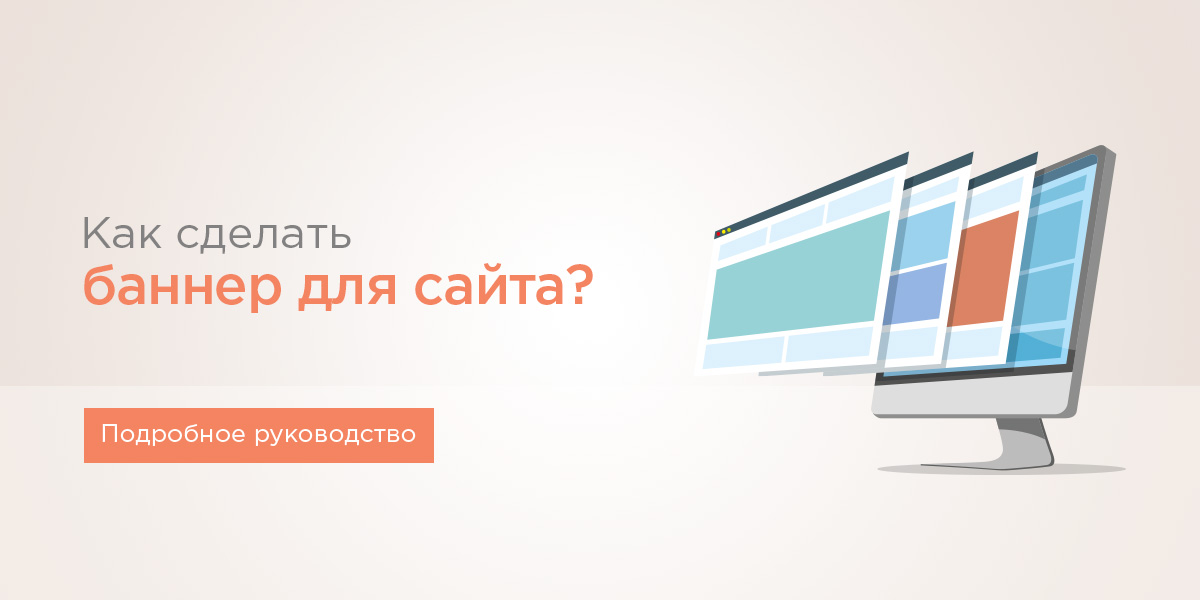 Как сделать
баннер для сайта?
Подробное руководство